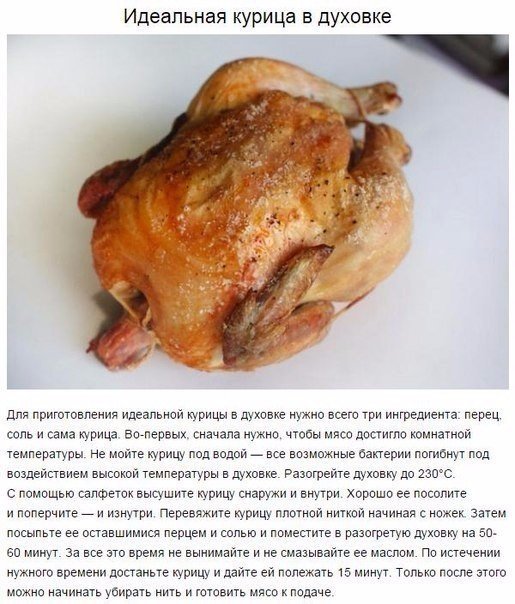 Идеальная курица в духовке
Для приготовления идеальной курицы в духовке нужно всего три ингредиента: перец,
соль и сама курица. Во-первых, сначала нужно, чтобы мясо достигло комнатной
температуры. Не мойте курицу под водой — все возможные бактерии погибнут под
воздействием высокой температуры в духовке. Разогрейте духовку до 230°С.
С помощью салфеток высушите курицу снаружи и внутри. Хорошо ее посолите
и поперчите — и изнутри. Перевяжите курицу плотной ниткой начиная с ножек. Затем
посыпьте ее оставшимися перцем и солью и поместите в разогретую духовку на 50-
60 минут. За все это время не вынимайте и не смазывайте ее маслом. По истечении
нужного времени достаньте курицу и дайте ей полежать 15 минут. Только после этого
можно начинать убирать нить и готовить мясо к подаче.